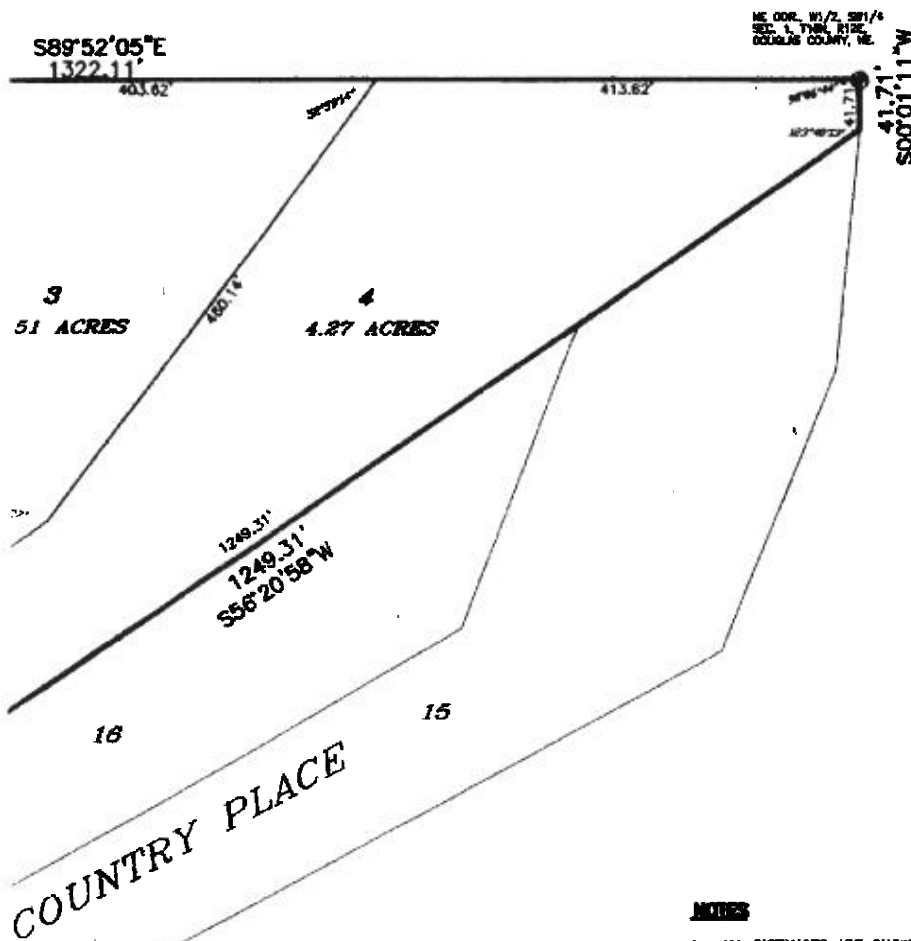 NE COR., W1/2, SW1/4
SEC. 1, T16N, R12E,
DOUGLAS COUNTY, NE.
S89°52'05"E
1322.11'
403.62'
413.62'
41.71'
41.71'
S00°01'11"W
3
51 ACRES
480.14'
4
4.27 ACRES
1249.31'
1249.31'
S56°20'58"W
16
15
COUNTRY PLACE
NOTES